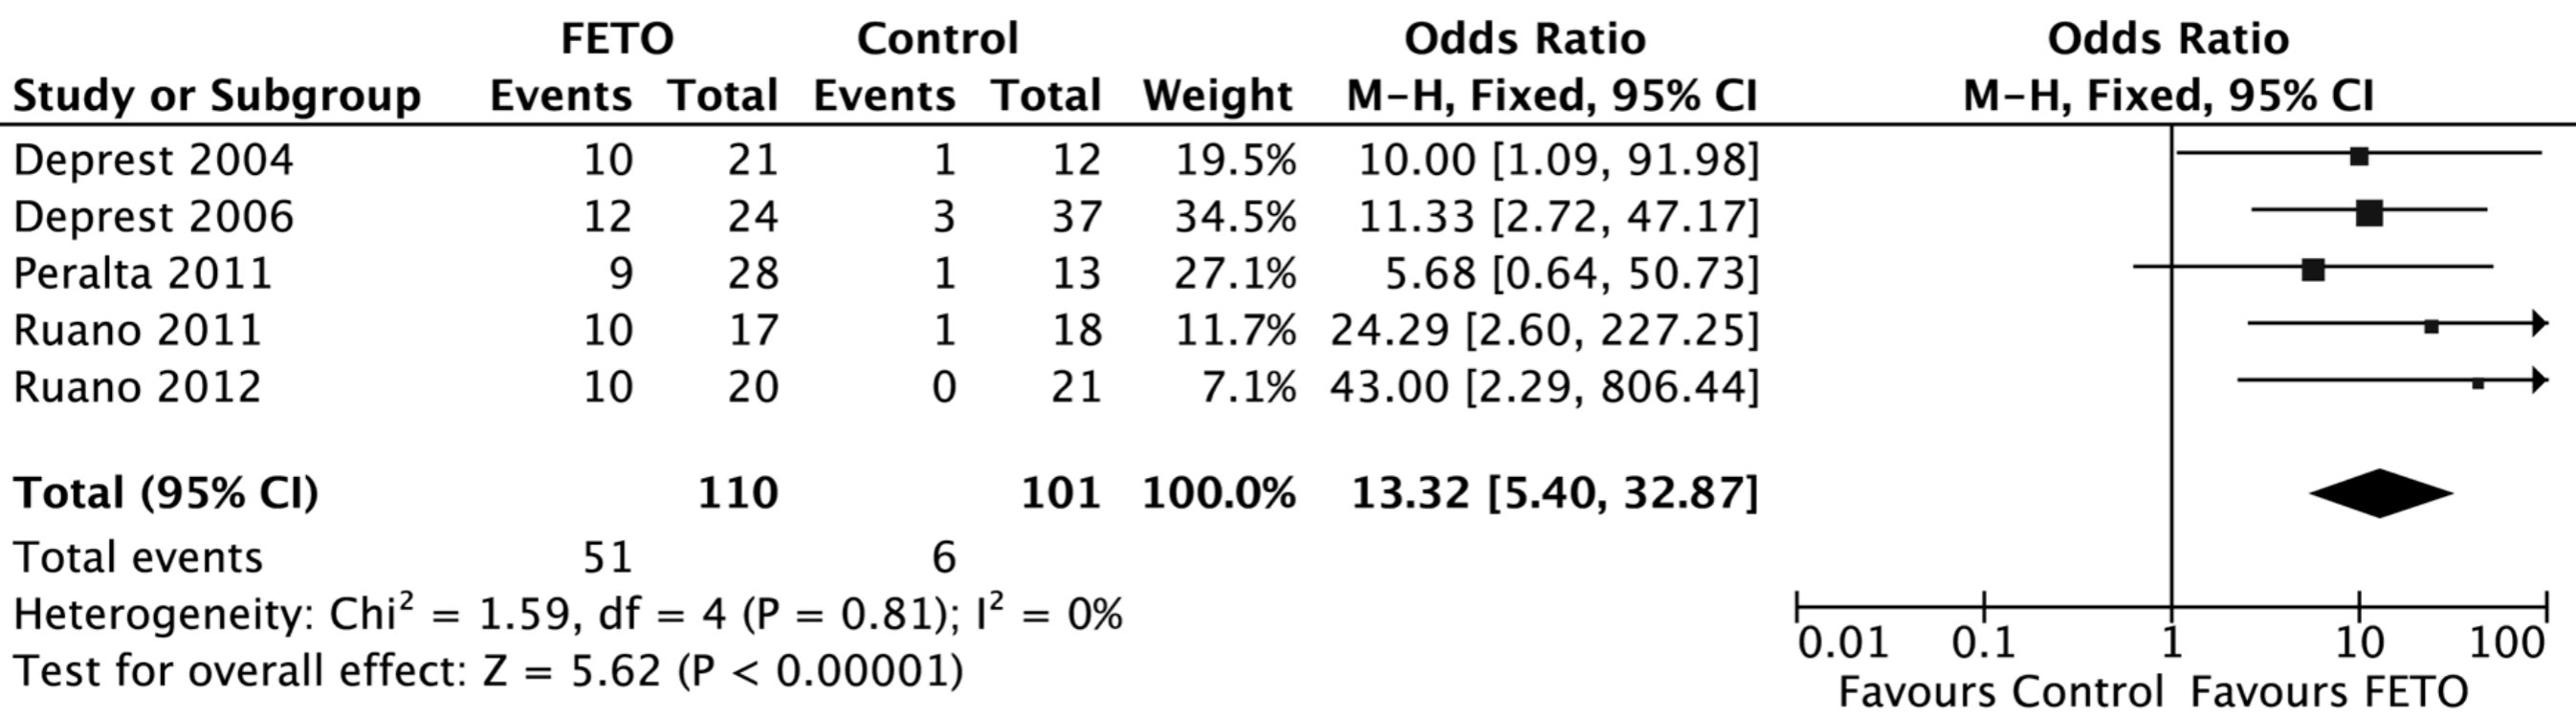 FETO Control Odds Ratio Odds Ratio
Study or Subgroup Events Total Events Total Weight M-H, Fixed, 95% CI M-H, Fixed, 95% CI
Deprest 2004 10 21 1 12 19.5% 10.00 [1.09, 91.98]
Deprest 2006 12 24 3 37 34.5% 11.33 [2.72, 47.17]
Peralta 2011 9 28 1 13 27.1% 5.68 [0.64, 50.73]
Ruano 2011 10 17 1 18 11.7% 24.29 [2.60, 227.25]
Ruano 2012 10 20 0 21 7.1% 43.00 [2.29, 806.44]
Total (95% CI) 110 101 100.0% 13.32 [5.40, 32.87]
Total events 51 6
Heterogeneity: Chi² = 1.59, df = 4 (P = 0.81); I² = 0%
Test for overall effect: Z = 5.62 (P < 0.00001)
0.01 0.1 1 10 100
Favours Control Favours FETO